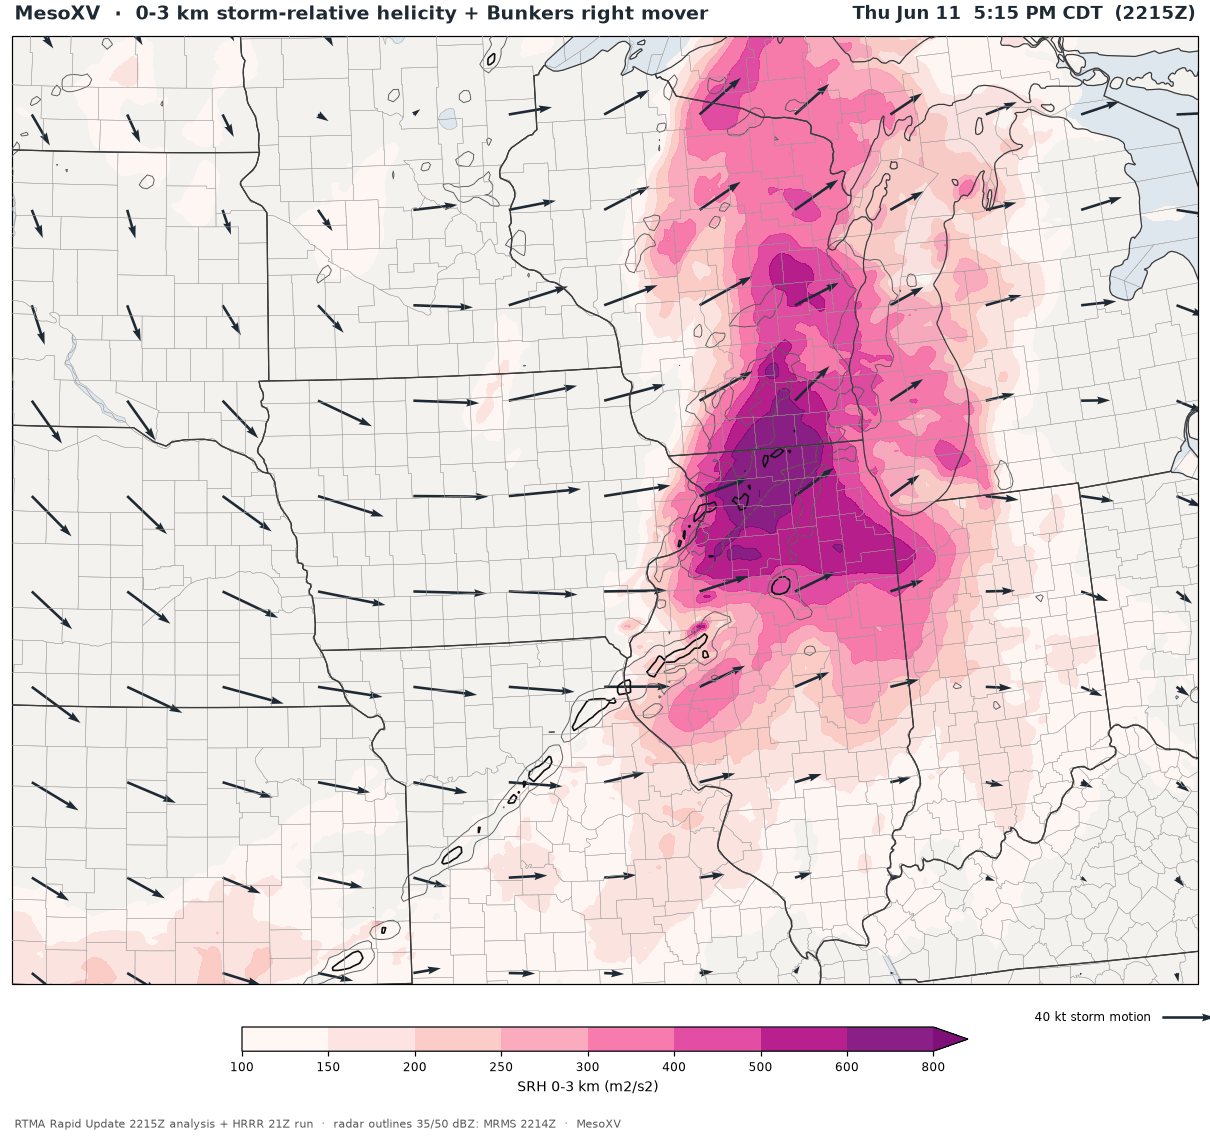 MesoXV · 0-3 km storm-relative helicity + Bunkers right mover
Thu Jun 11 5:15 PM CDT (2215Z)
40 kt storm motion
100 150 200 250 300 400 500 600 800
SRH 0-3 km (m2/s2)
RTMA Rapid Update 2215Z analysis + HRRR 21Z run · radar outlines 35/50 dBZ: MRMS 2214Z · MesoXV